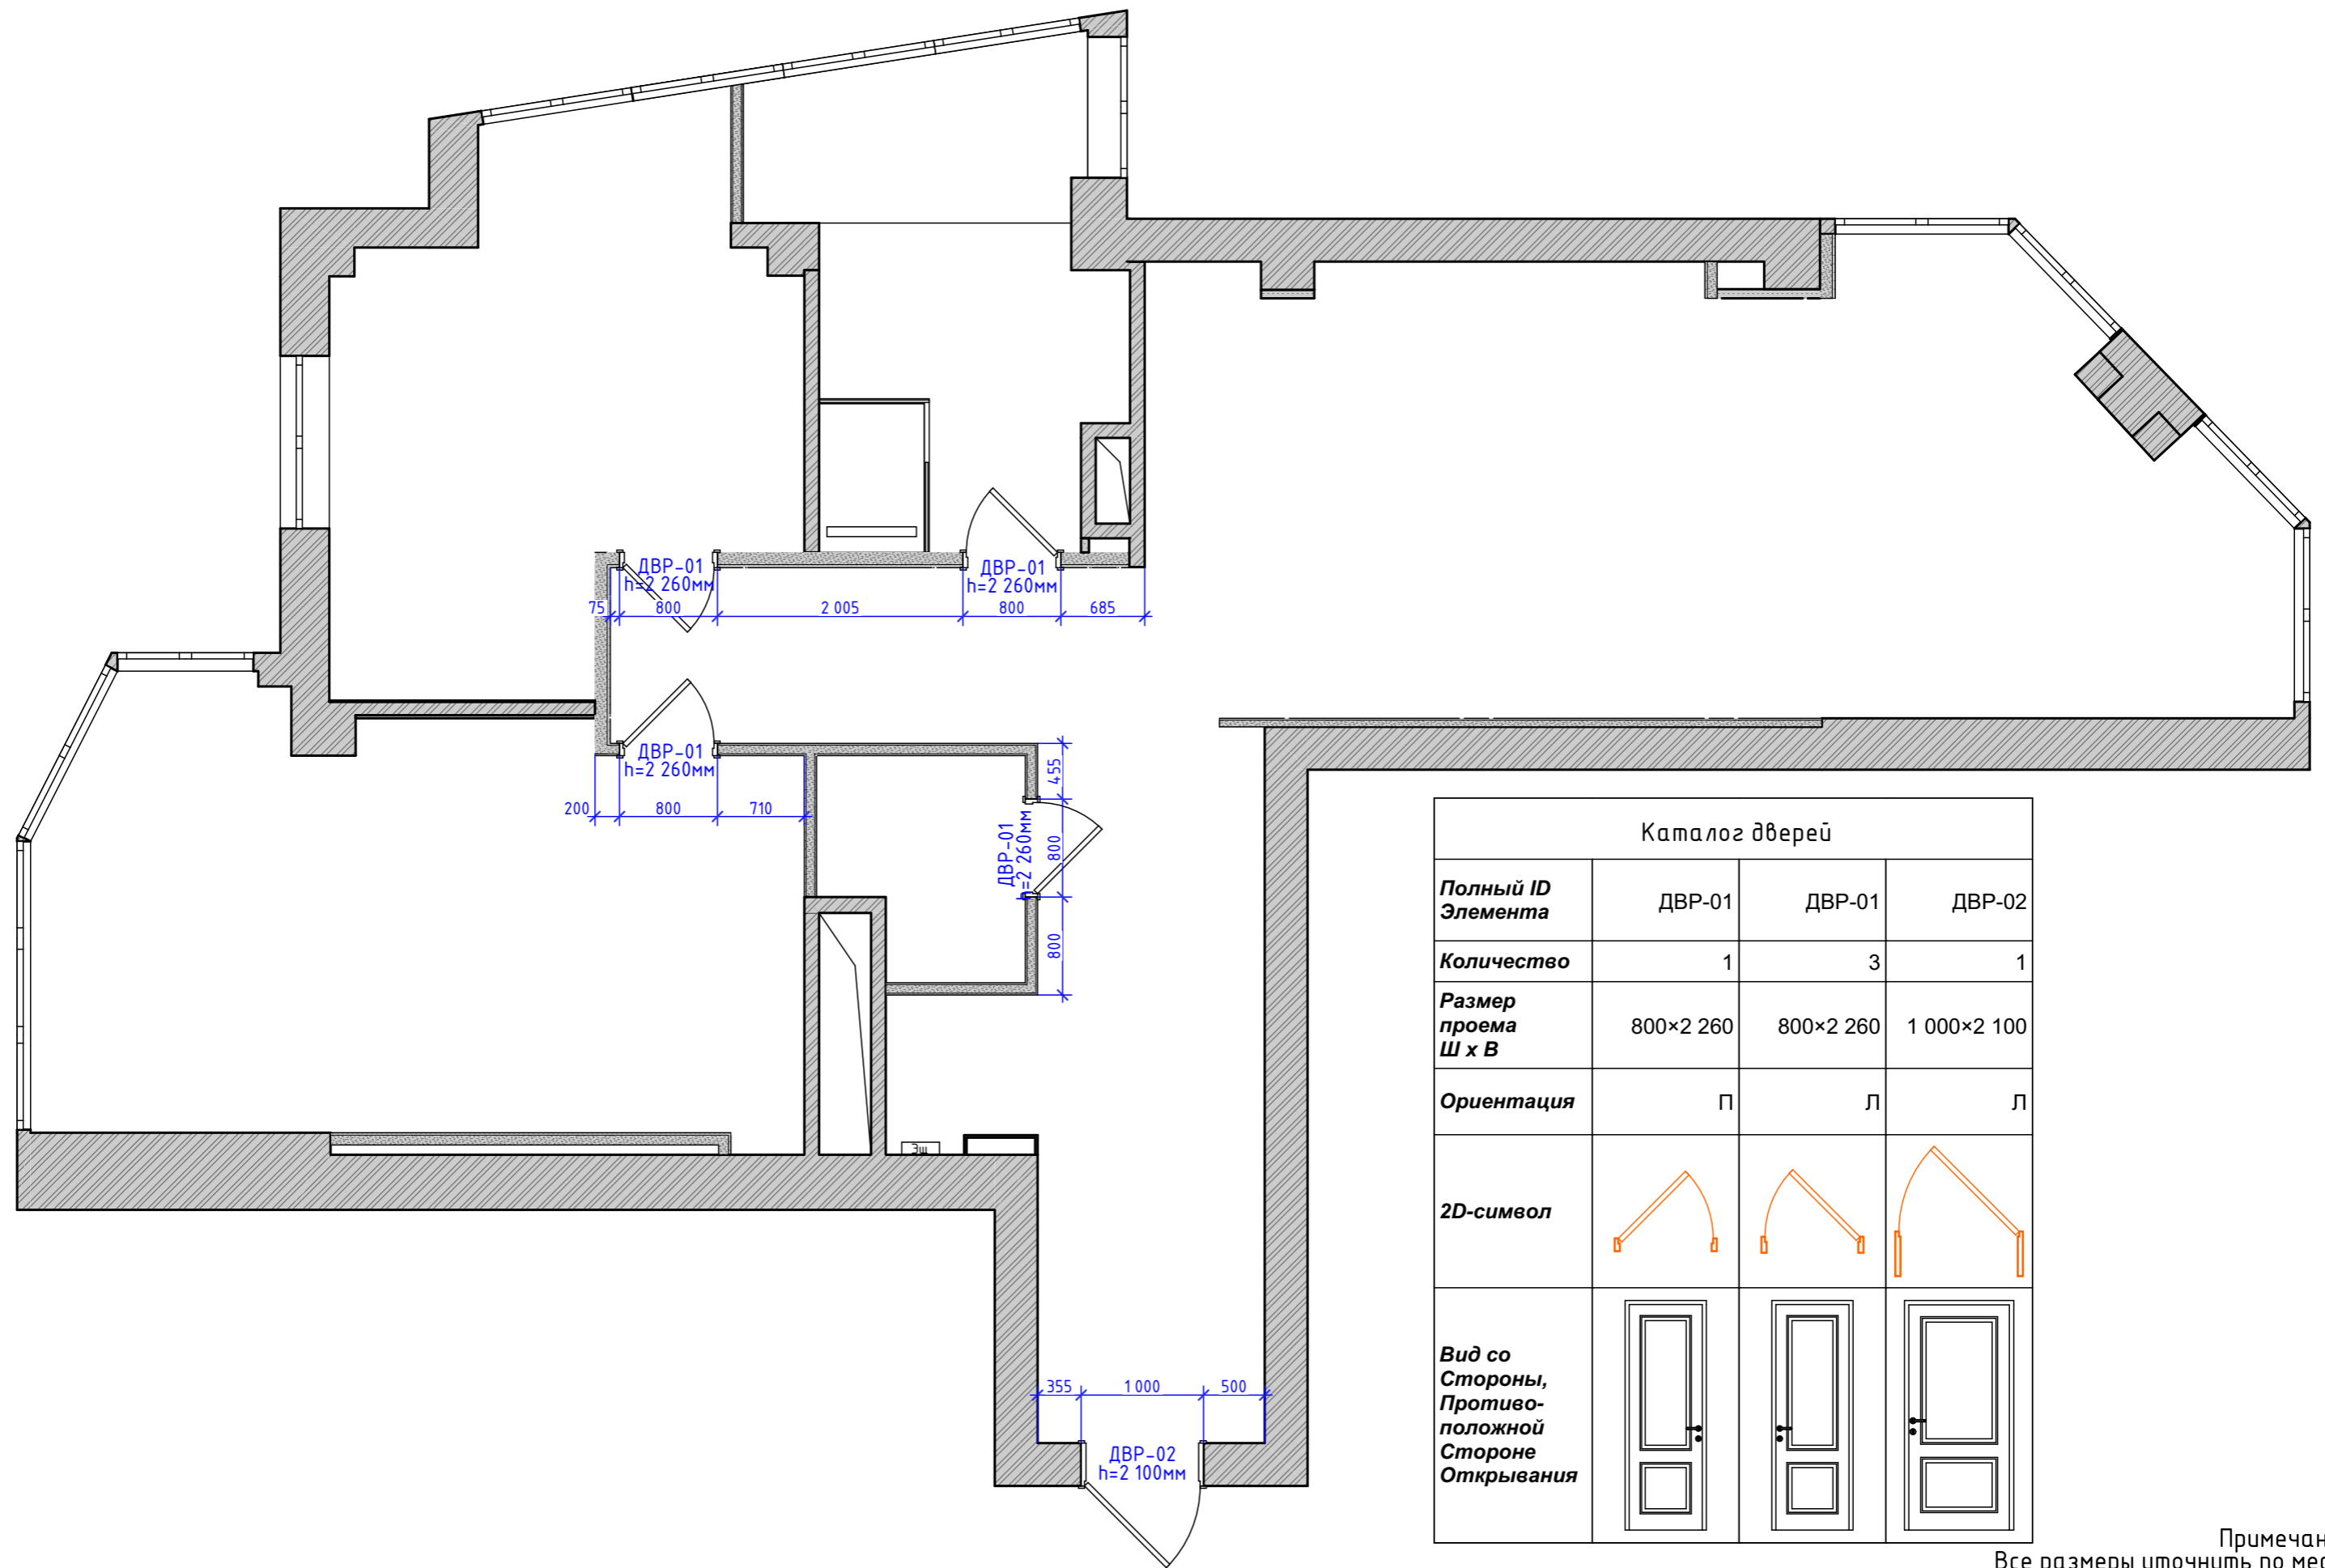 ДВР-01
h=2 260мм
ДВР-01
h=2 260мм
75 800 2 005 800 685
ДВР-01
h=2 260мм
200 800 710
455
800
800
ДВР-01
h=2 260мм
Эщ
355 1 000 500
ДВР-02
h=2 100мм
Каталог дверей
Полный ID
Элемента
ДВР-01 ДВР-01 ДВР-02
Количество 1 3 1
Размер
проема
Ш x В
800×2 260 800×2 260 1 000×2 100
Ориентация П Л Л
2D-символ
Вид со
Стороны,
Противо-
положной
Стороне
Открывания
Примечан
Все размеры уточнить по мес